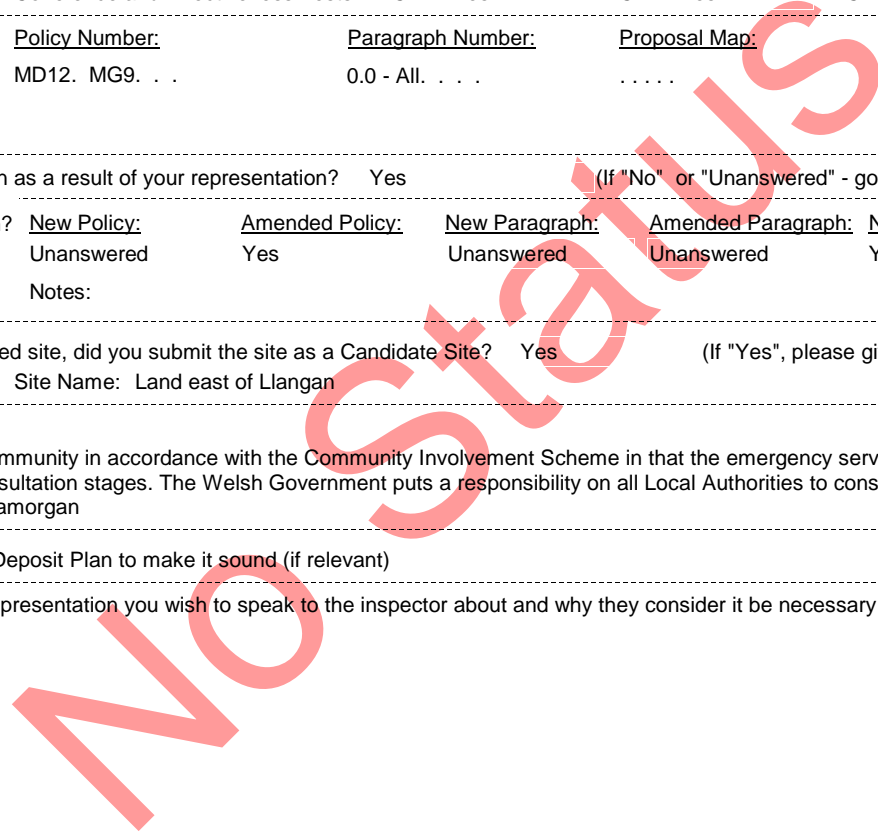 Policy Number: Paragraph Number: Proposal Map:
MD12. MG9. . . 0.0 - All. . . . . . . . .
n as a result of your representation? Yes (If "No" or "Unanswered" - go
? New Policy: Amended Policy: New Paragraph: Amended Paragraph: N
Unanswered Yes Unanswered Unanswered Y
Notes:
ed site, did you submit the site as a Candidate Site? Yes (If "Yes", please gi
Site Name: Land east of Llangan
mmunity in accordance with the Community Involvement Scheme in that the emergency serv
sultation stages. The Welsh Government puts a responsibility on all Local Authorities to cons
amorgan
Deposit Plan to make it sound (if relevant)
presentation you wish to speak to the inspector about and why they consider it be necessary
No Status